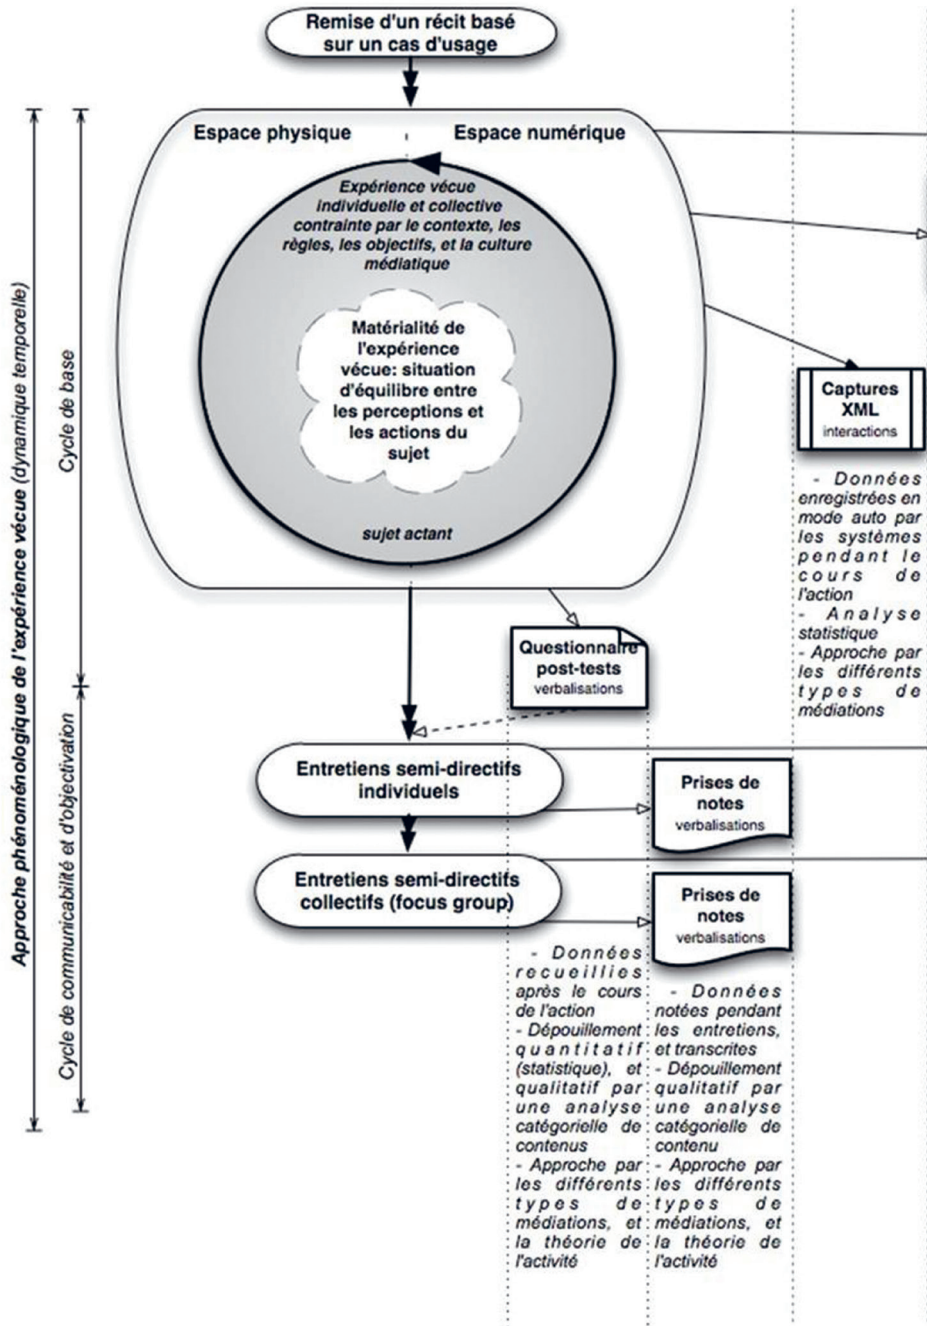 Remise d'un récit basé
sur un cas d'usage
Espace physique
Espace numérique
Expérience vécue
individuelle et collective
contrainte par le contexte, les
règles, les objectifs, et la culture
médiatique
Matérialité de
l'expérience
vécue: situation
d'équilibre entre
les perceptions et
les actions du
sujet
sujet actant
Approche phénoménologique de l'expérience vécue (dynamique temporelle)
Cycle de base
Cycle de communicabilité et d'objectivation
Captures
XML
interactions
- Données
enregistrées en
mode auto par
les systèmes
pendant le
cours de
l'action
- Analyse
statistique
- Approche par
les différents
types de
médiations
Questionnaire
post-tests
verbalisations
Entretiens semi-directifs
individuels
Prises de
notes
verbalisations
Entretiens semi-directifs
collectifs (focus group)
Prises de
notes
verbalisations
- Données
recueillies
après le cours
de l'action
- Dépouillement
quantitatif
(statistique), et
qualitatif par
une analyse
catégorielle de
contenus
- Approche par
les différents
types de
médiations, et
la théorie de
l'activité
- Données
notées pendant
les entretiens,
et transcrites
- Dépouillement
qualitatif par
une analyse
catégorielle de
contenu
- Approche par
les différents
types de
médiations, et
la théorie de
l'activité